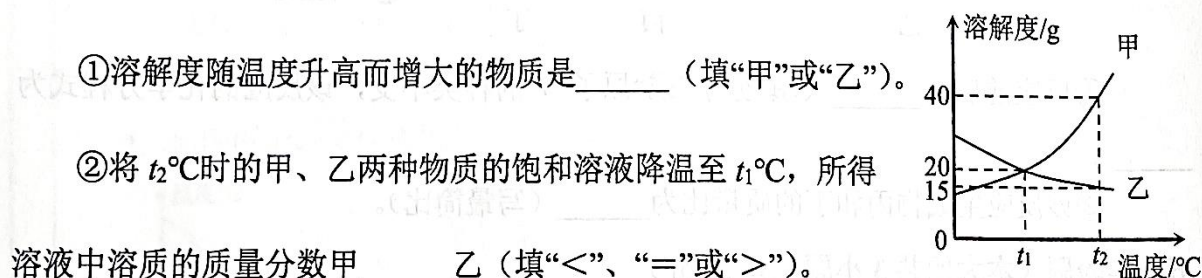 ①溶解度随温度升高而增大的物质是______（填“甲”或“乙”）。
②将 t₂℃时的甲、乙两种物质的饱和溶液降温至 t₁℃，所得
溶液中溶质的质量分数甲______乙（填“<”、“=”或“>”）。
溶解度/g
甲
40
20
15
乙
0
t₁
t₂
温度/℃